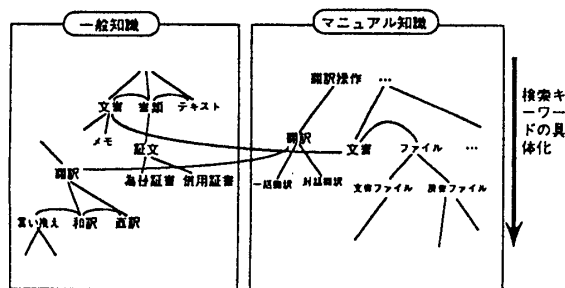 一般知識
マニュアル知識
翻訳操作 …
文書 書類 テキスト
メモ
証文
翻訳
文書 ファイル …
翻訳
為替証書 併用証書
一括翻訳 対話翻訳
文書ファイル 辞書ファイル
言い換え 和訳 直訳
検索キ
ーワー
ドの具
体化